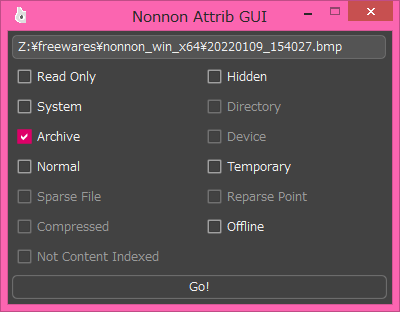 Nonnon Attrib GUI
Z:¥freewares¥nonnon_win_x64¥20220109_154027.bmp
Read Only
Hidden
System
Directory
Archive
Device
Normal
Temporary
Sparse File
Reparse Point
Compressed
Offline
Not Content Indexed
Go!